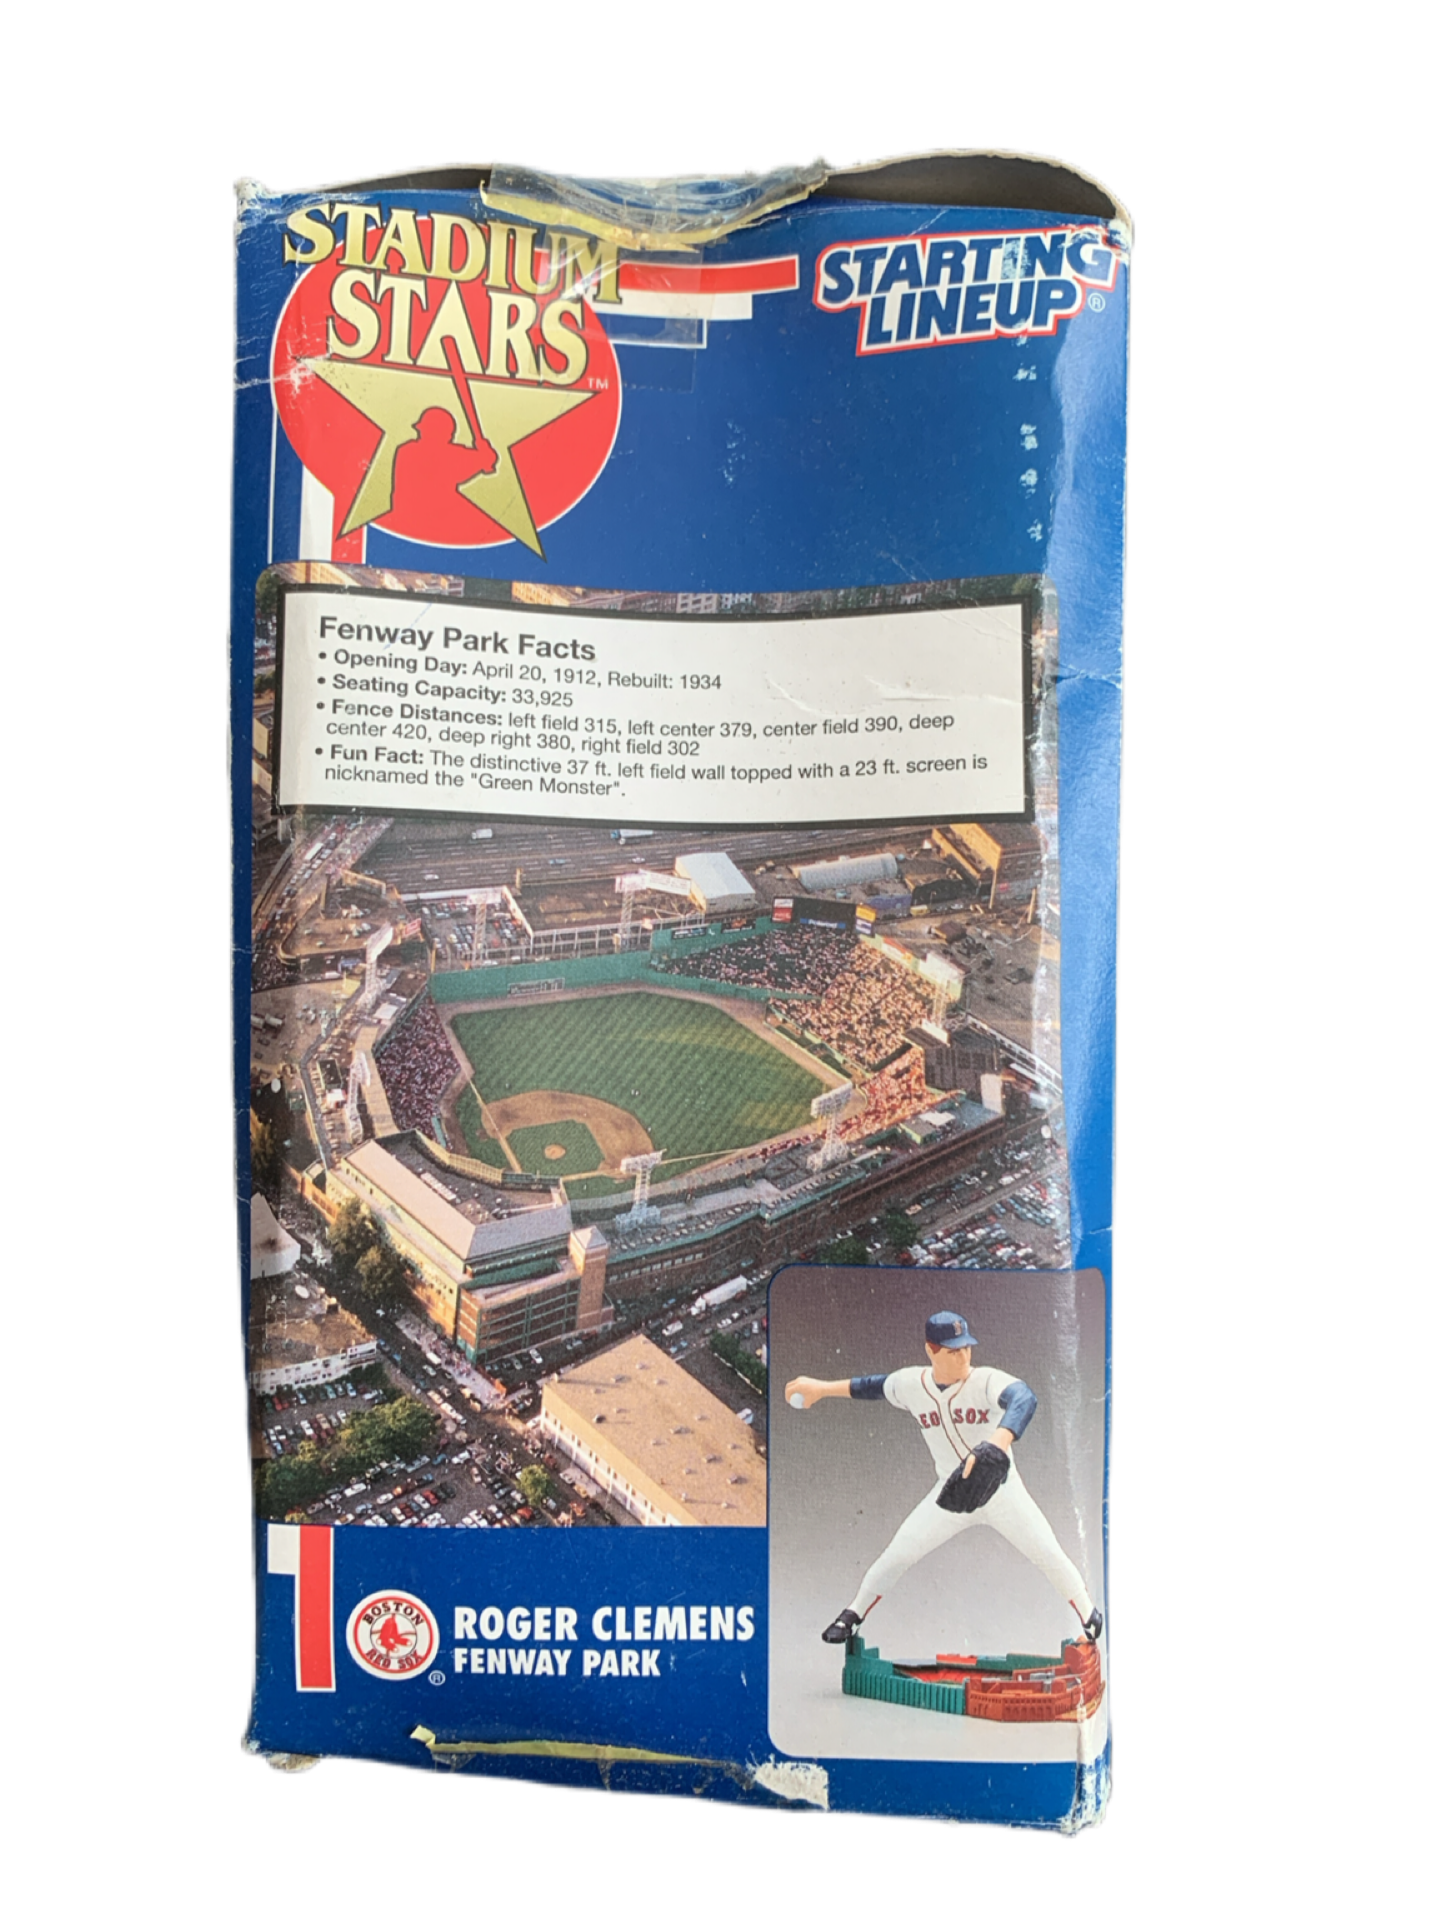 STADIUM
STARS
TM
STARTING
LINEUP®
Fenway Park Facts
• Opening Day: April 20, 1912, Rebuilt: 1934
• Seating Capacity: 33,925
• Fence Distances: left field 315, left center 379, center field 390, deep
center 420, deep right 380, right field 302
• Fun Fact: The distinctive 37 ft. left field wall topped with a 23 ft. screen is
nicknamed the "Green Monster".
ED SOX
BOSTON
RED SOX
®
ROGER CLEMENS
FENWAY PARK